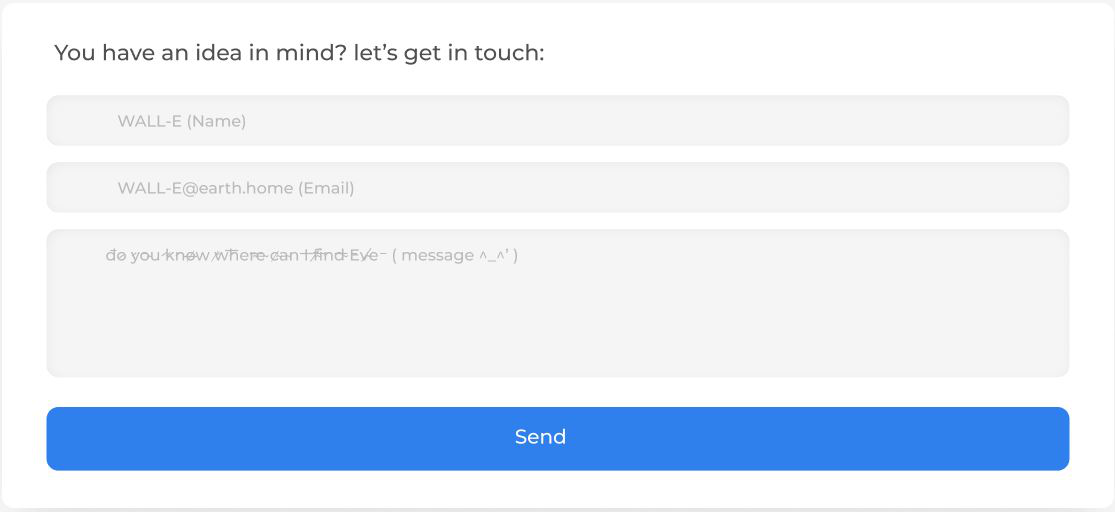 You have an idea in mind? let’s get in touch:
WALL-E (Name)
WALL-E@earth.home (Email)
do you know where can I find Eve ( message ^_^’ )
Send